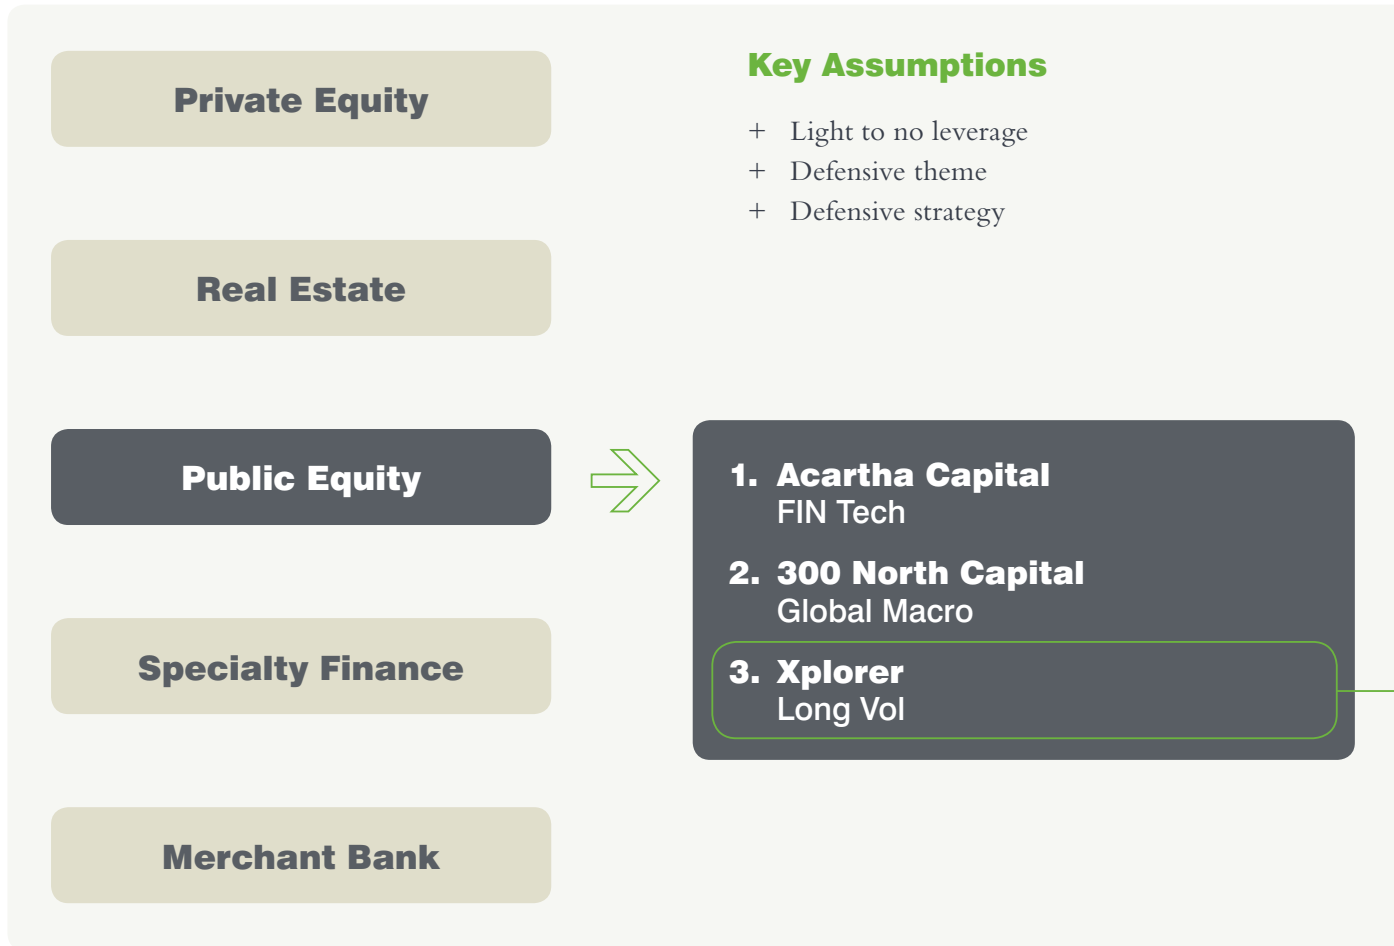 Private Equity
Real Estate
Public Equity
Specialty Finance
Merchant Bank
Key Assumptions
+ Light to no leverage
+ Defensive theme
+ Defensive strategy
1. Acartha Capital
FIN Tech
2. 300 North Capital
Global Macro
3. Xplorer
Long Vol